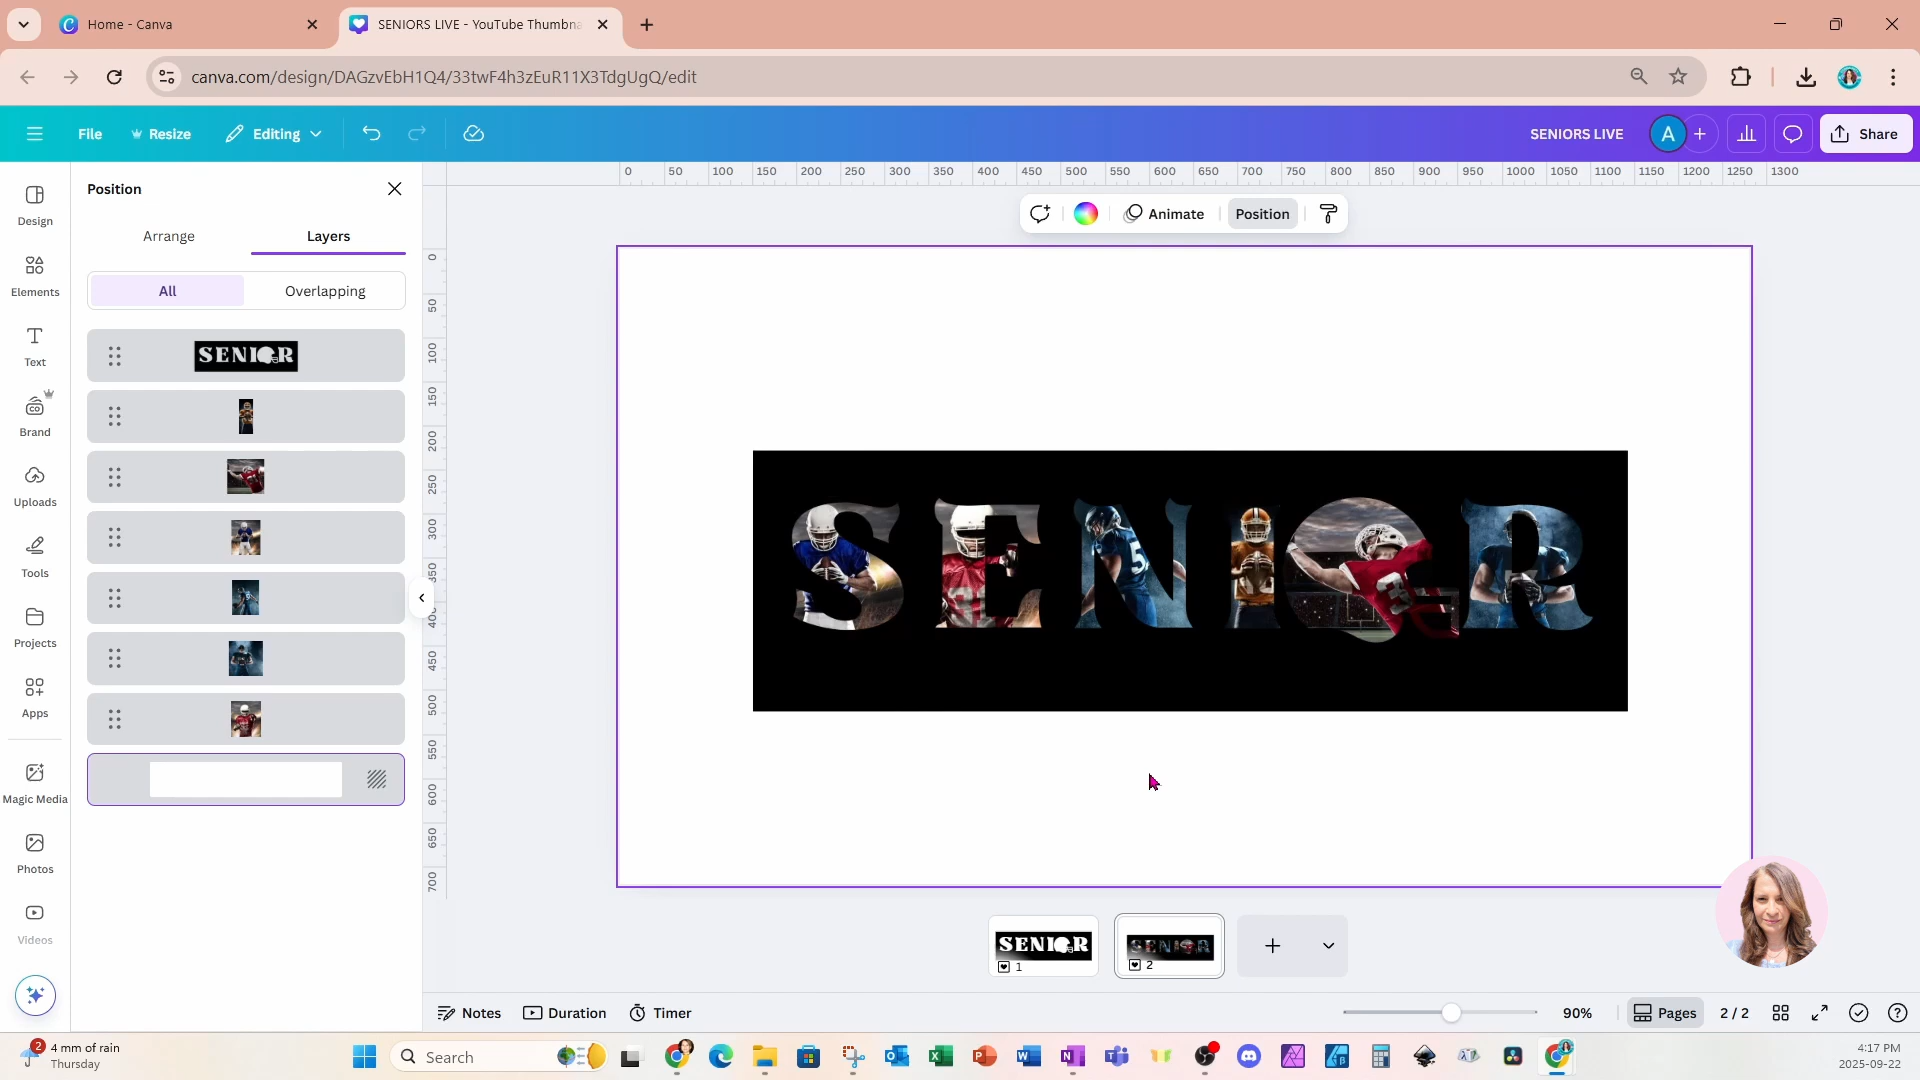 Home - Canva
SENIORS LIVE - YouTube Thumbna
canva.com/design/DAGzvEbH1Q4/33twF4h3zEuR11X3TdgUgQ/edit
File
Resize
Editing
SENIORS LIVE
A
Share
Position
Arrange
Layers
All
Overlapping
SENIOR
Design
Elements
Text
Brand
Uploads
Tools
Projects
Apps
Magic Media
Photos
Videos
0 50 100 150 200 250 300 350 400 450 500 550 600 650 700 750 800 850 900 950 1000 1050 1100 1150 1200 1250 1300
Animate
Position
0 50 100 150 200 250 300 350 400 450 500 550 600 650 700
SENIOR
SENIOR
1
SENIOR
2
Notes
Duration
Timer
90%
Pages
2 / 2
2
4 mm of rain
Thursday
Search
4:17 PM
2025-09-22